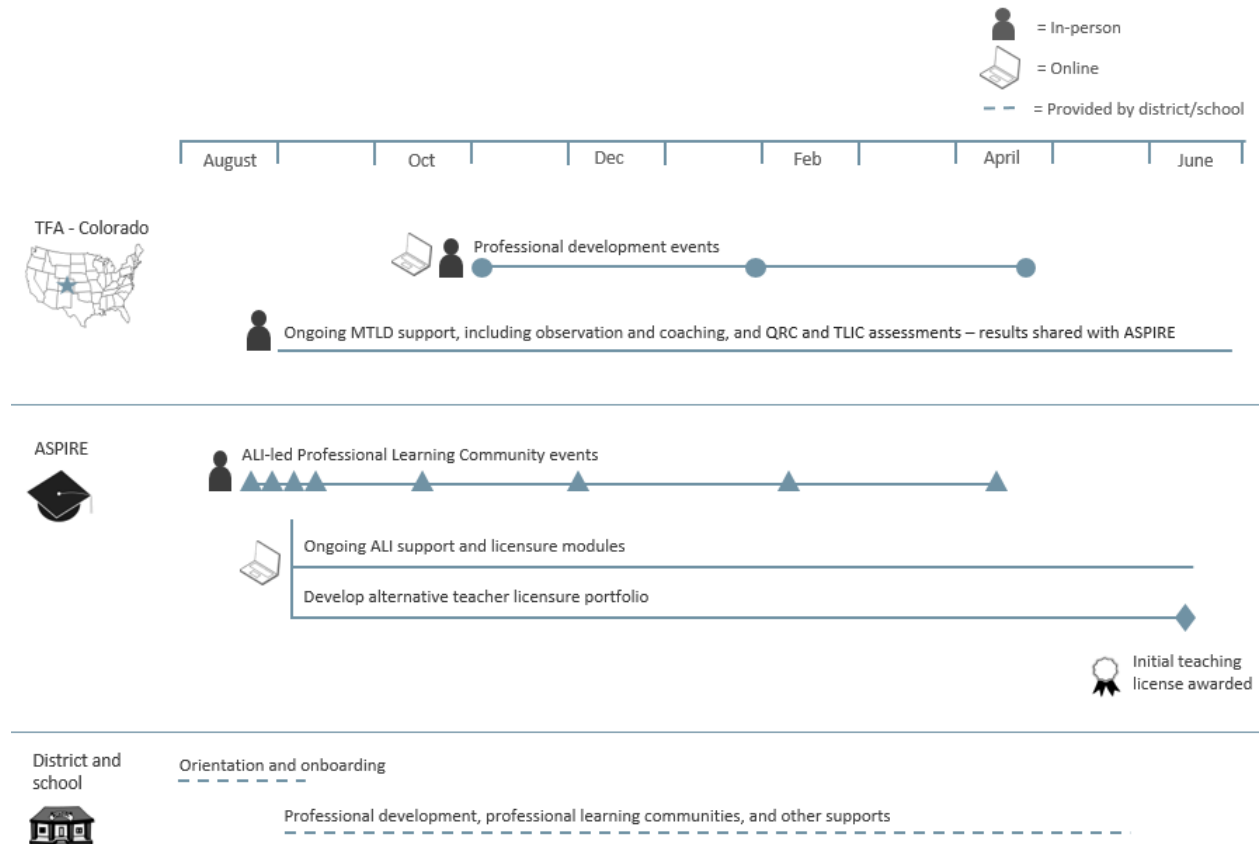 = In-person
= Online
= Provided by district/school
August Oct Dec Feb April June
TFA - Colorado
Professional development events
Ongoing MTLD support, including observation and coaching, and QRC and TLIC assessments – results shared with ASPIRE
ASPIRE
ALI-led Professional Learning Community events
Ongoing ALI support and licensure modules
Develop alternative teacher licensure portfolio
Initial teaching
license awarded
District and
school
Orientation and onboarding
Professional development, professional learning communities, and other supports